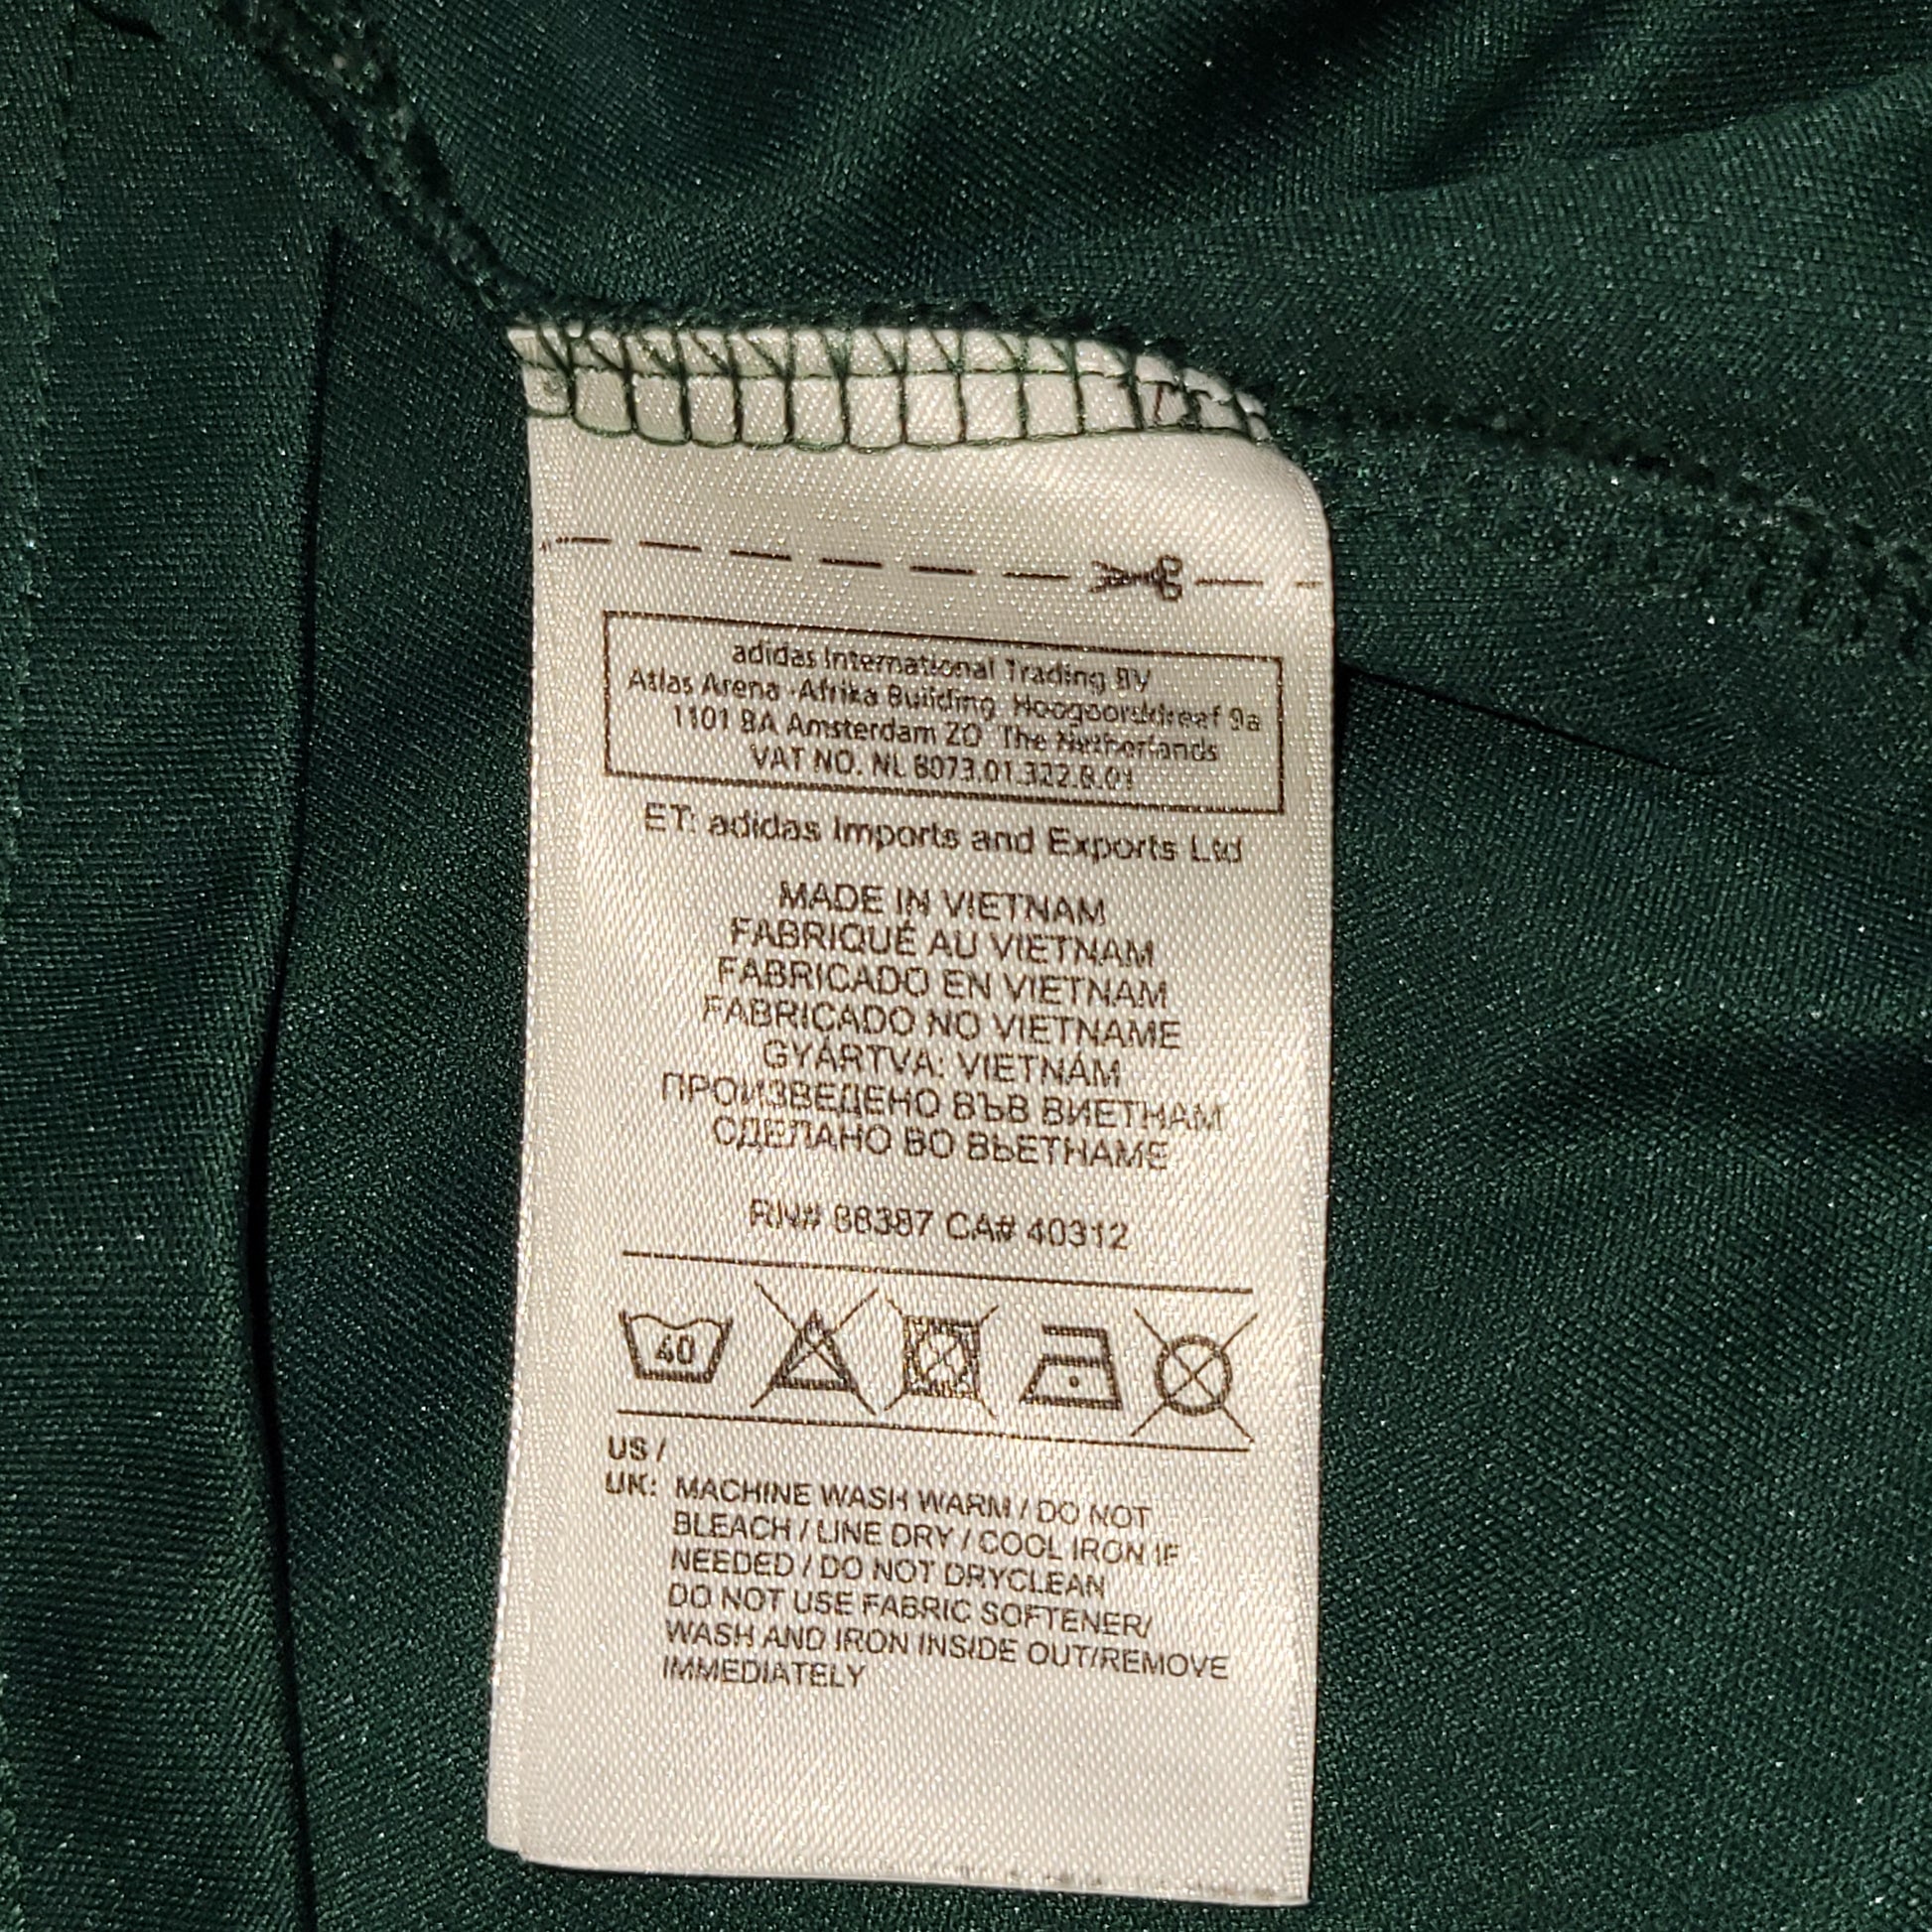 adidas International Trading BV
Atlas Arena -Afrika Building Hoogoorddreef 9a
1101 BA Amsterdam ZO The Netherlands
VAT NO. NL 8073.01.322.B.01
ET: adidas Imports and Exports Ltd
MADE IN VIETNAM
FABRIQUÉ AU VIETNAM
FABRICADO EN VIETNAM
FABRICADO NO VIETNAME
GYÁRTVA: VIETNÁM
ПРОИЗВЕДЕНО ВЪВ ВИЕТНАМ
СДЕЛАНО ВО ВЬЕТНАМЕ
RN# 88387 CA# 40312
40
US /
UK: MACHINE WASH WARM / DO NOT
BLEACH / LINE DRY / COOL IRON IF
NEEDED / DO NOT DRYCLEAN
DO NOT USE FABRIC SOFTENER/
WASH AND IRON INSIDE OUT/REMOVE
IMMEDIATELY